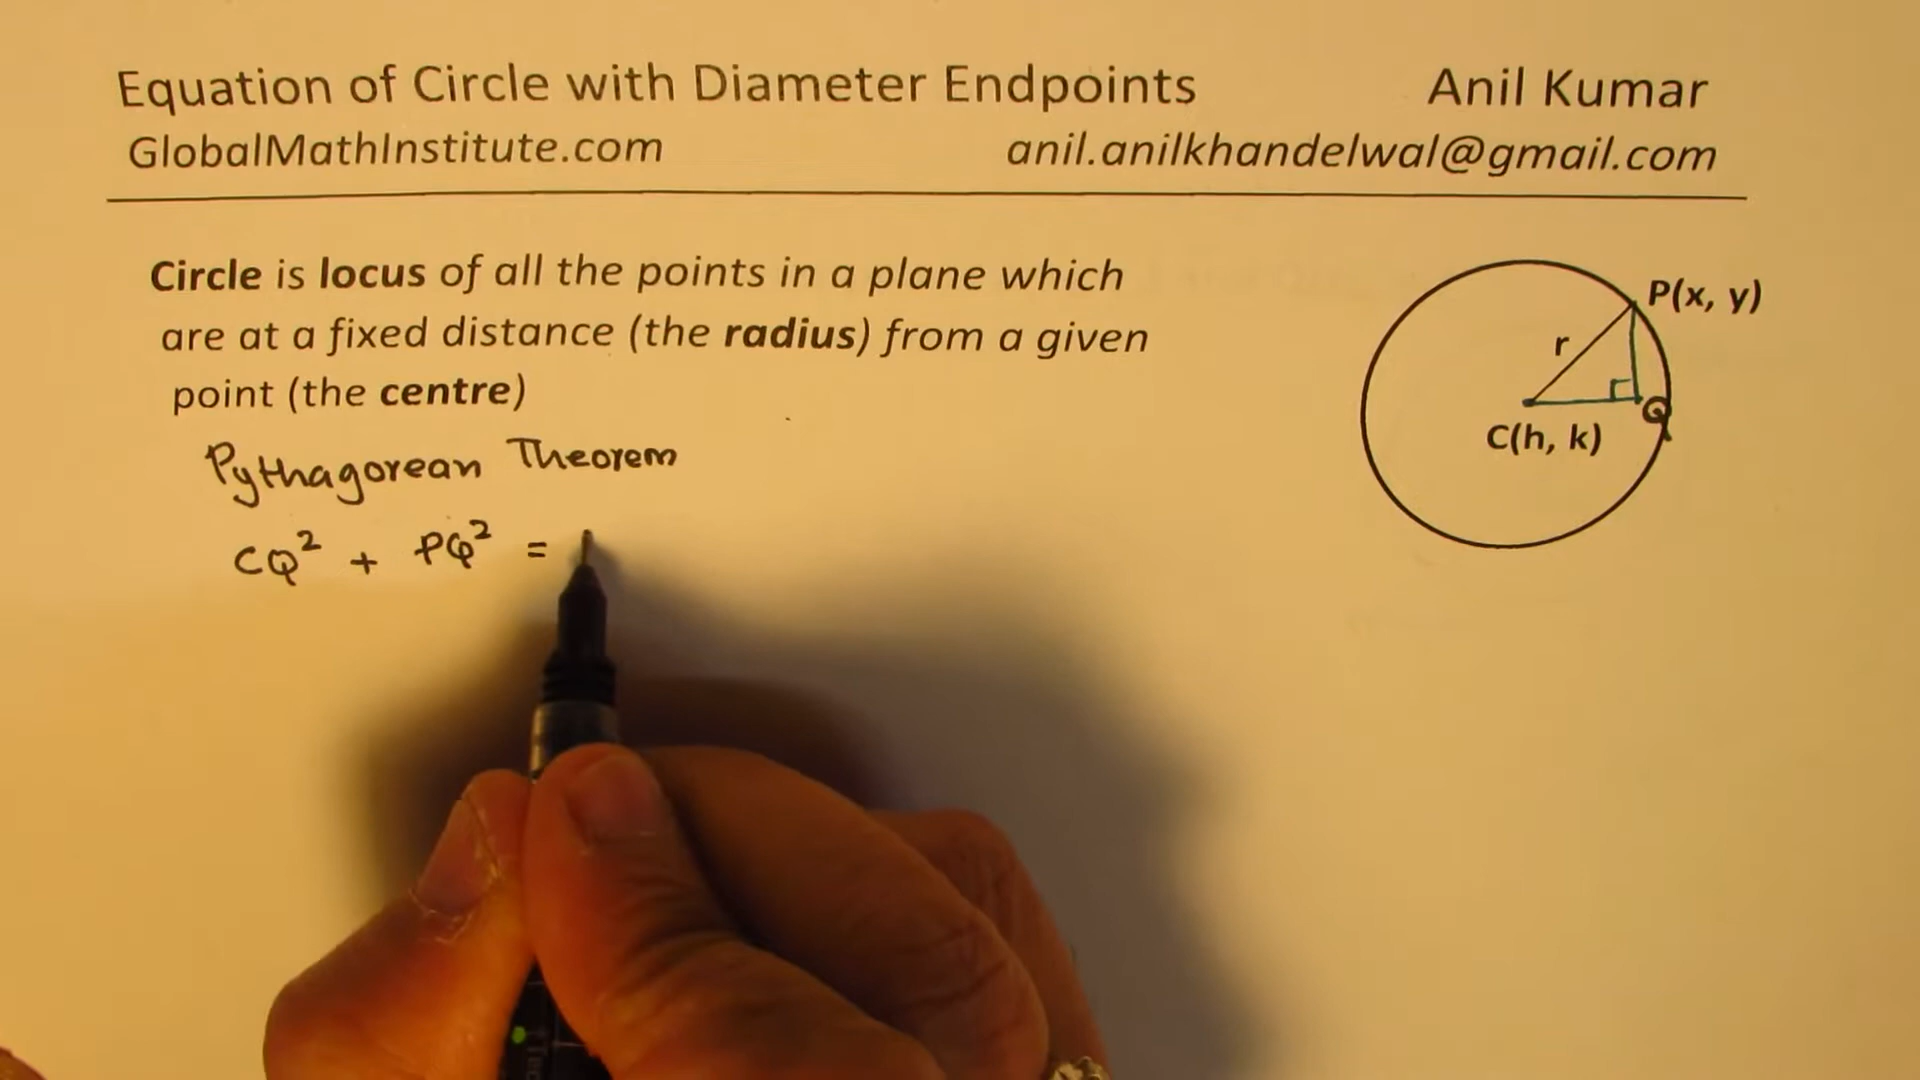 Equation of Circle with Diameter Endpoints Anil Kumar
GlobalMathInstitute.com anil.anilkhandelwal@gmail.com
Circle is locus of all the points in a plane which
are at a fixed distance (the radius) from a given
point (the centre)
Pythagorean Theorem
CQ² + PQ² =
P(x, y)
r
Q
C(h, k)